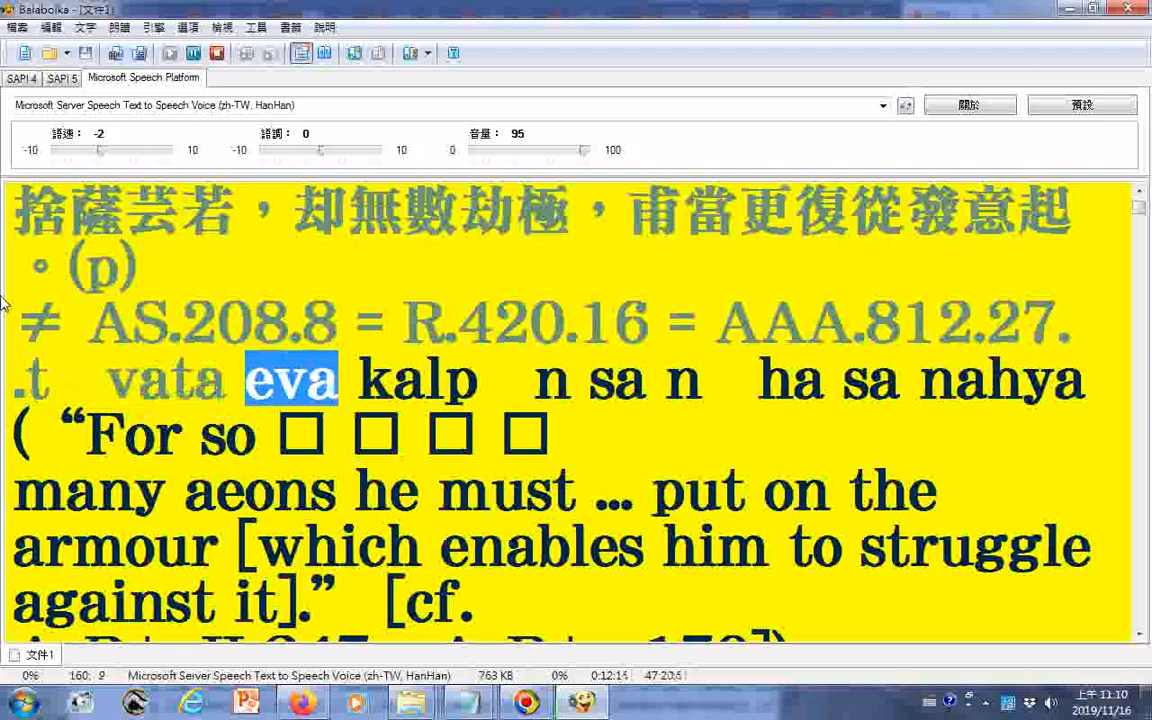 Balabolka - [文件1]
檔案 編輯 文字 朗讀 引擎 選項 檢視 工具 書籤 說明
SAPI 4 SAPI 5 Microsoft Speech Platform
Microsoft Server Speech Text to Speech Voice (zh-TW, HanHan) 關於 預設
語速： -2 語調： 0 音量： 95
-10 10 -10 10 0 100
捨薩芸若，却無數劫極，甫當更復從發意起
。(p)
≠ AS.208.8 = R.420.16 = AAA.812.27.
.t vata eva kalp n sa n ha sa nahya
( “For so □ □ □ □
many aeons he must ... put on the
armour [which enables him to struggle
against it].” [cf.
文件1
0% 160: 9 Microsoft Server Speech Text to Speech Voice (zh-TW, HanHan) 763 KB 0% 0:12:16 47:20:6
上午 11:10
2019/11/16